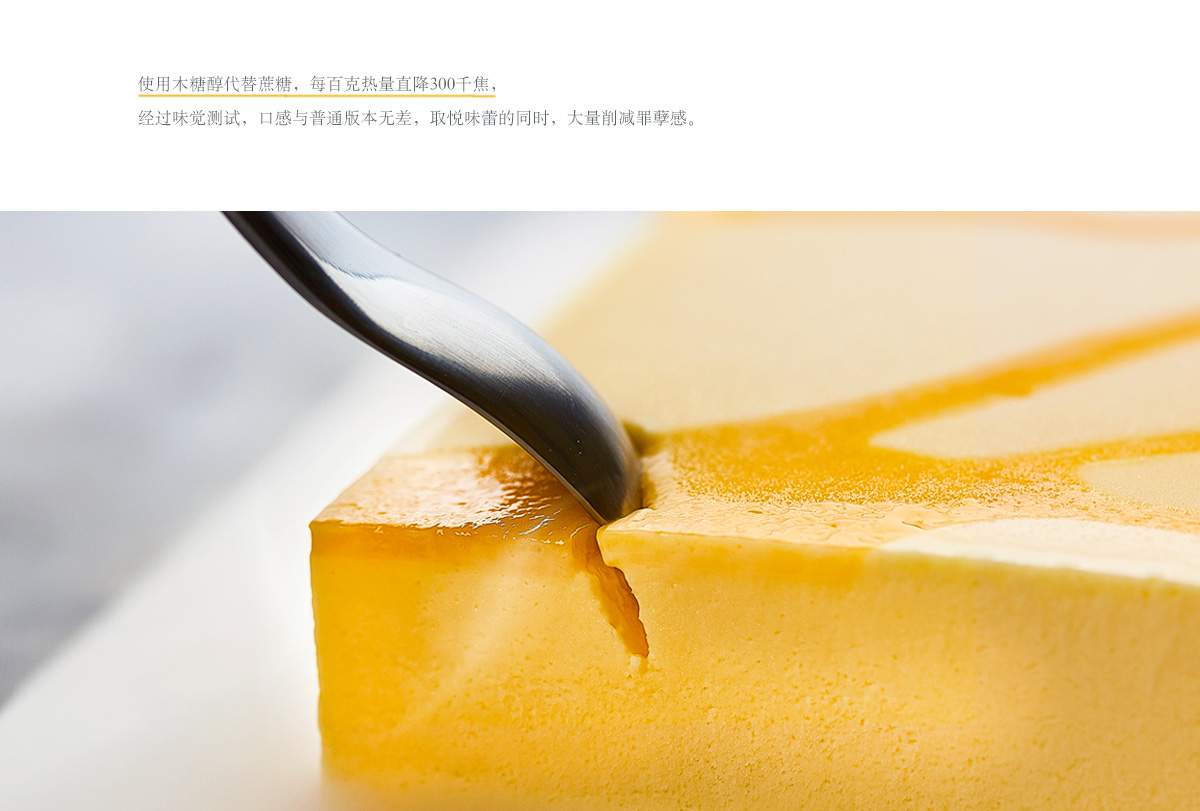 使用木糖醇代替蔗糖，每百克热量直降300千焦，
经过味觉测试，口感与普通版本无差，取悦味蕾的同时，大量削减罪孽感。